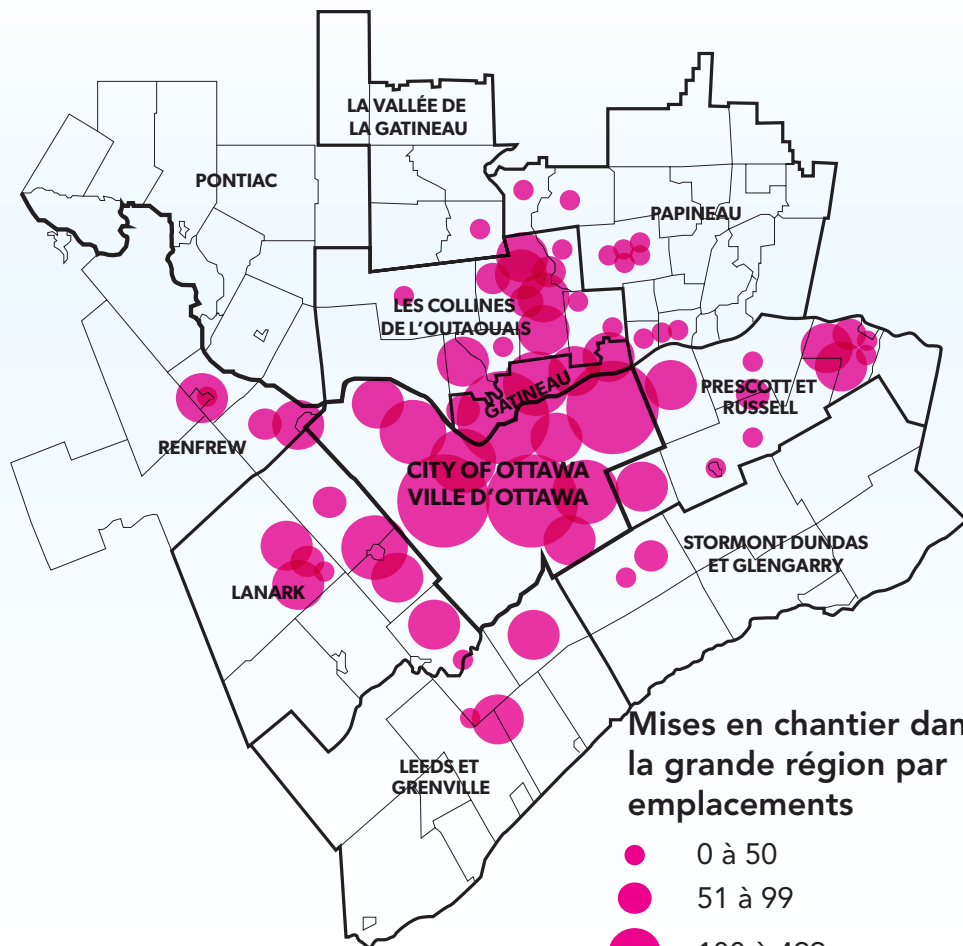 LA VALLÉE DE
LA GATINEAU
PONTIAC
PAPINEAU
LES COLLINES
DE L'OUTAOUAIS
GATINEAU
PRESCOTT ET
RUSSELL
RENFREW
CITY OF OTTAWA
VILLE D'OTTAWA
STORMONT DUNDAS
ET GLENGARRY
LANARK
LEEDS ET
GRENVILLE
Mises en chantier dan
la grande région par
emplacements
0 à 50
51 à 99